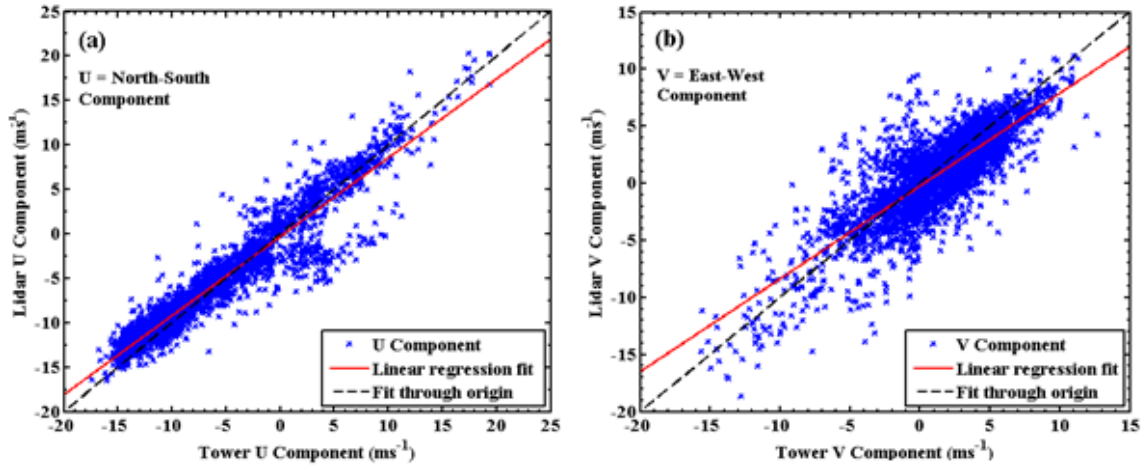 (a)
U = North-South
Component
25
20
15
10
5
0
-5
-10
-15
-20
Lidar U Component (ms⁻¹)
U Component
Linear regression fit
Fit through origin
-20 -15 -10 -5 0 5 10 15 20 25
Tower U Component (ms⁻¹)
(b)
V = East-West
Component
15
10
5
0
-5
-10
-15
-20
Lidar V Component (ms⁻¹)
V Component
Linear regression fit
Fit through origin
-20 -15 -10 -5 0 5 10 15
Tower V Component (ms⁻¹)